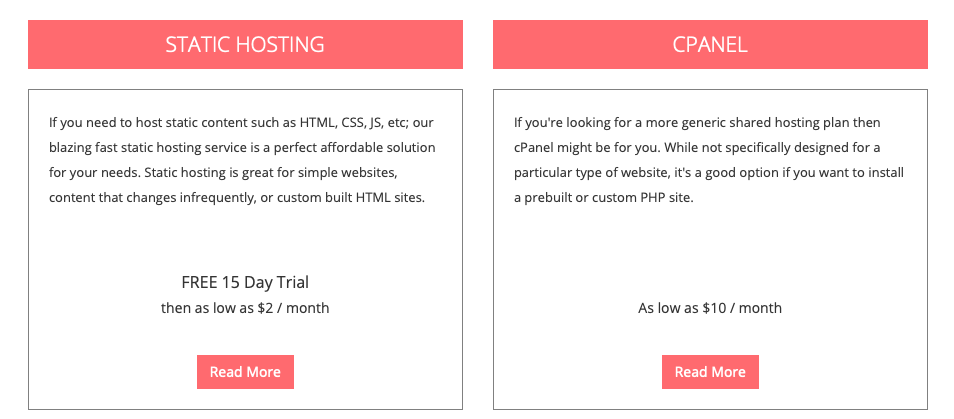 STATIC HOSTING
If you need to host static content such as HTML, CSS, JS, etc; our
blazing fast static hosting service is a perfect affordable solution
for your needs. Static hosting is great for simple websites,
content that changes infrequently, or custom built HTML sites.
FREE 15 Day Trial
then as low as $2 / month
Read More
CPANEL
If you're looking for a more generic shared hosting plan then
cPanel might be for you. While not specifically designed for a
particular type of website, it's a good option if you want to install
a prebuilt or custom PHP site.
As low as $10 / month
Read More